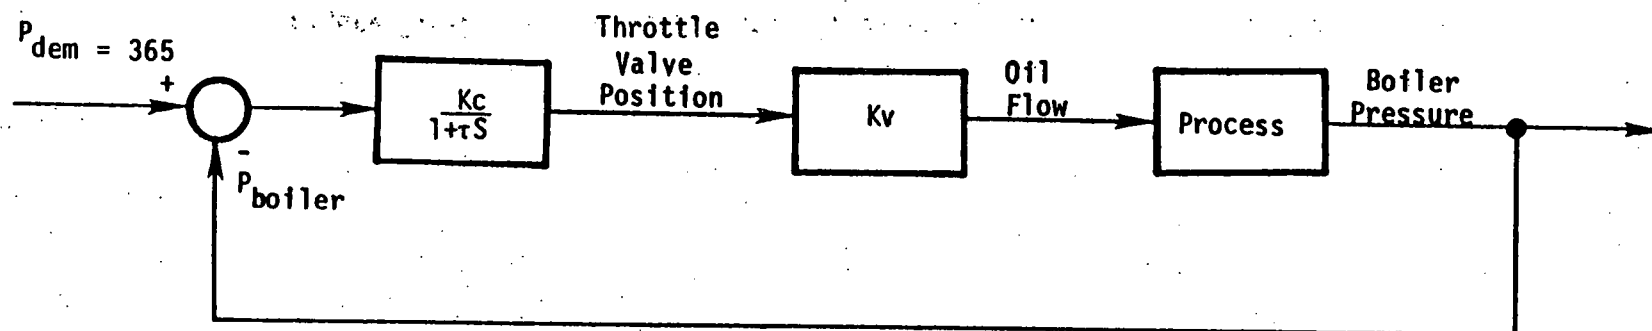 P_dem = 365
+
-
P_boiler
Kc
1+τS
Throttle
Valve
Position
Kv
Oil
Flow
Process
Boiler
Pressure